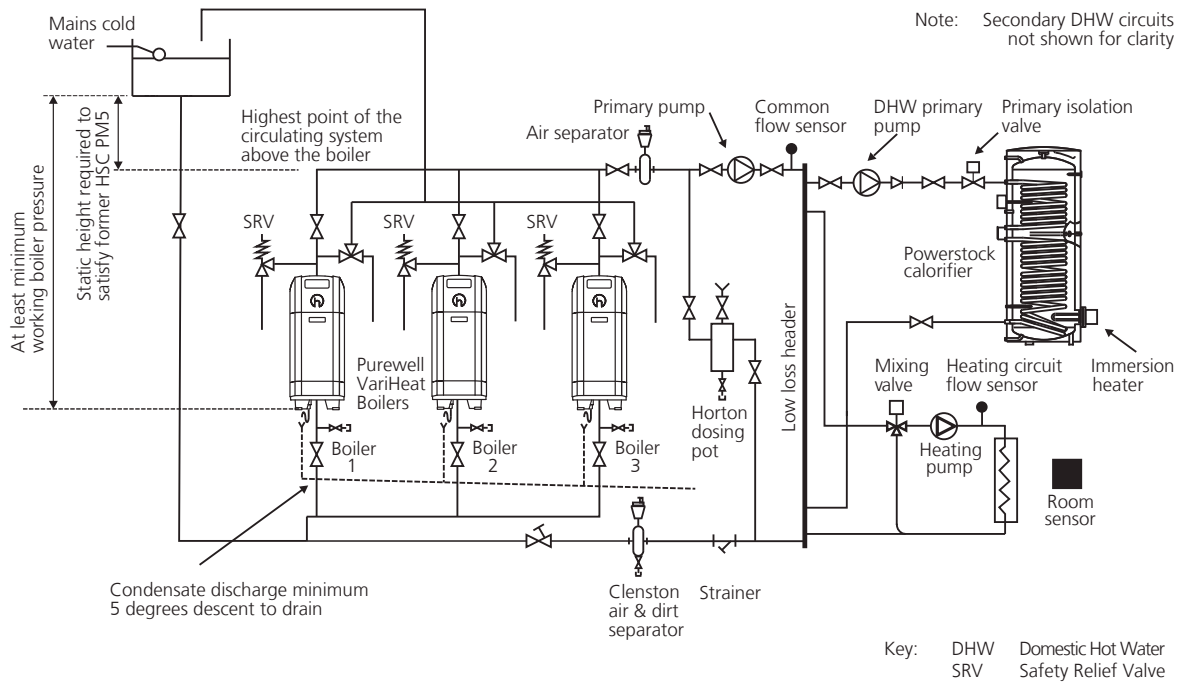 Mains cold
water
Note: Secondary DHW circuits
not shown for clarity
Highest point of the
circulating system
above the boiler
Air separator
Primary pump
Common
flow sensor
DHW primary
pump
Primary isolation
valve
At least minimum
working boiler pressure
Static height required to
satisfy former HSC PM5
SRV
SRV
SRV
Powerstock
calorifier
Purewell
VariHeat
Boilers
Low loss header
Immersion
heater
Mixing
valve
Heating circuit
flow sensor
Horton
dosing
pot
Boiler
1
Boiler
2
Boiler
3
Heating
pump
Room
sensor
Condensate discharge minimum
5 degrees descent to drain
Clenston
air & dirt
separator
Strainer
Key: DHW Domestic Hot Water
SRV Safety Relief Valve